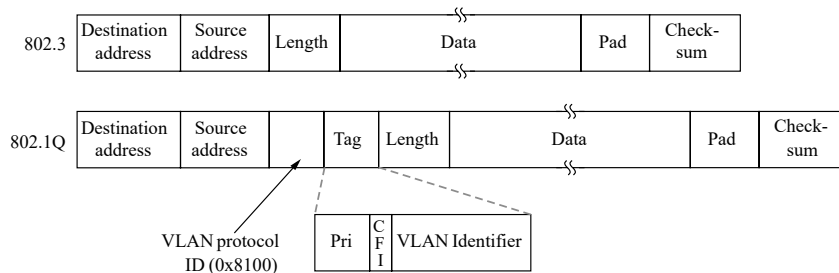 802.3
Destination
address
Source
address
Length
Data
Pad
Check-
sum
802.1Q
Destination
address
Source
address
Tag
Length
Data
Pad
Check-
sum
VLAN protocol
ID (0x8100)
Pri
C
F
I
VLAN Identifier